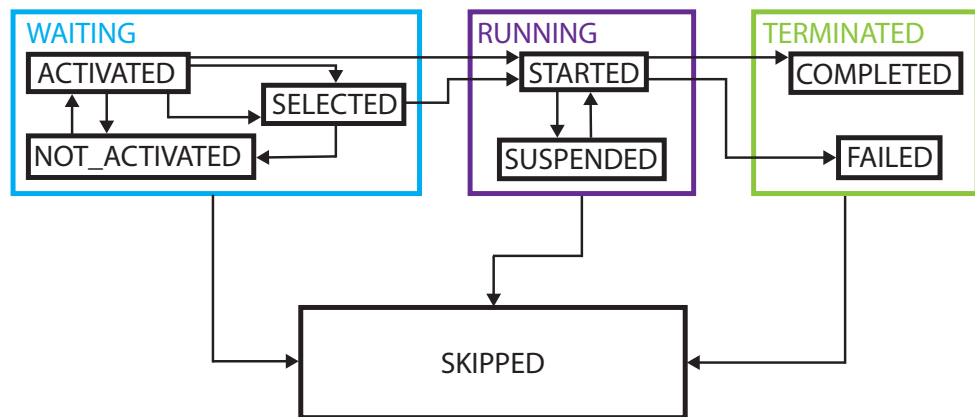 WAITING
ACTIVATED
SELECTED
NOT_ACTIVATED
RUNNING
STARTED
SUSPENDED
TERMINATED
COMPLETED
FAILED
SKIPPED